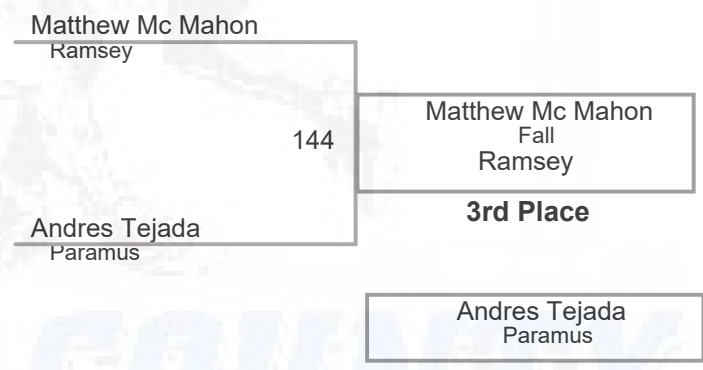 Matthew Mc Mahon
Ramsey
144
Matthew Mc Mahon
Fall
Ramsey
3rd Place
Andres Tejada
Paramus
Andres Tejada
Paramus